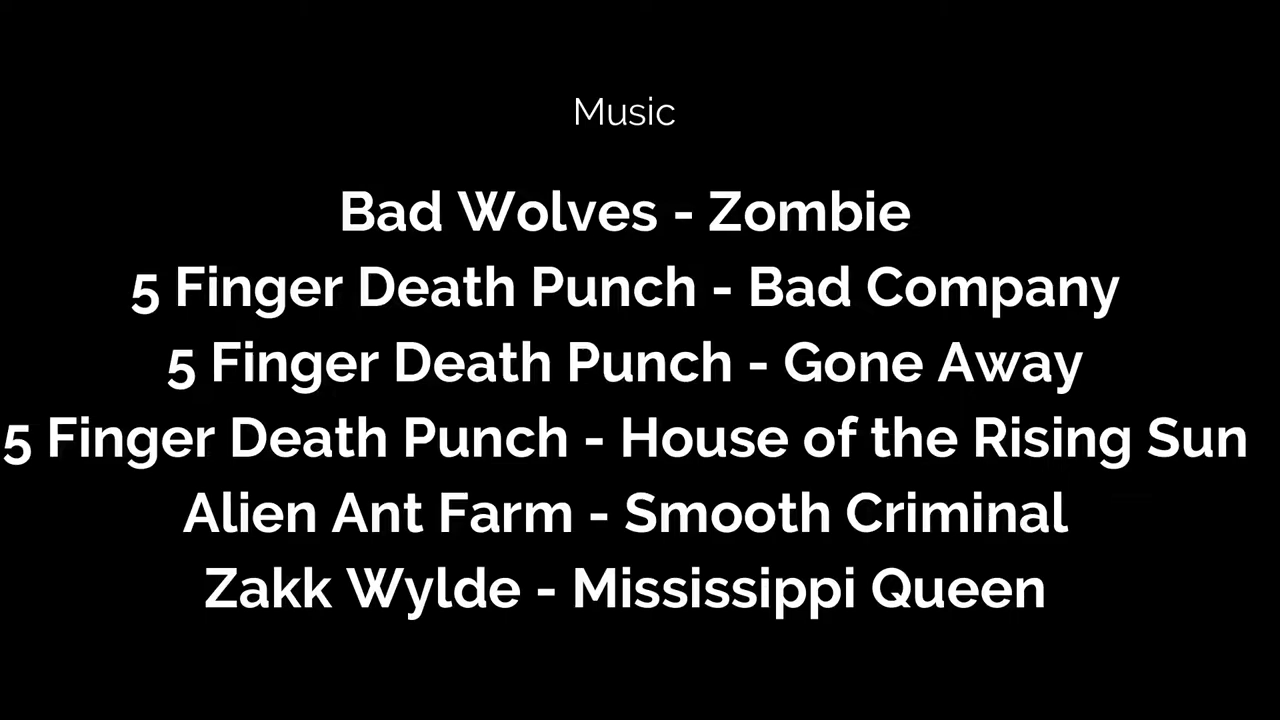 Music
Bad Wolves - Zombie
5 Finger Death Punch - Bad Company
5 Finger Death Punch - Gone Away
5 Finger Death Punch - House of the Rising Sun
Alien Ant Farm - Smooth Criminal
Zakk Wylde - Mississippi Queen